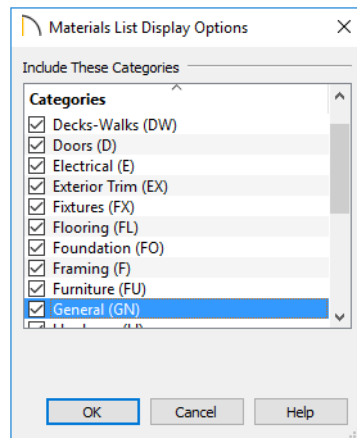 Materials List Display Options
Include These Categories
Categories
Decks-Walks (DW)
Doors (D)
Electrical (E)
Exterior Trim (EX)
Fixtures (FX)
Flooring (FL)
Foundation (FO)
Framing (F)
Furniture (FU)
General (GN)
OK Cancel Help